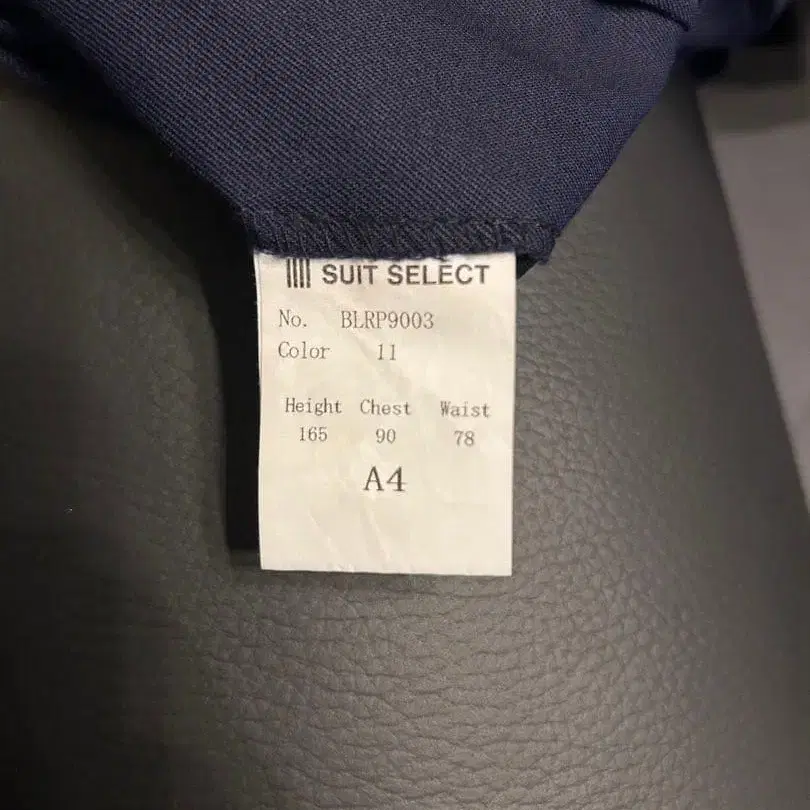 SUIT SELECT
No. BLRP9003
Color 11
Height Chest Waist
165 90 78
A4